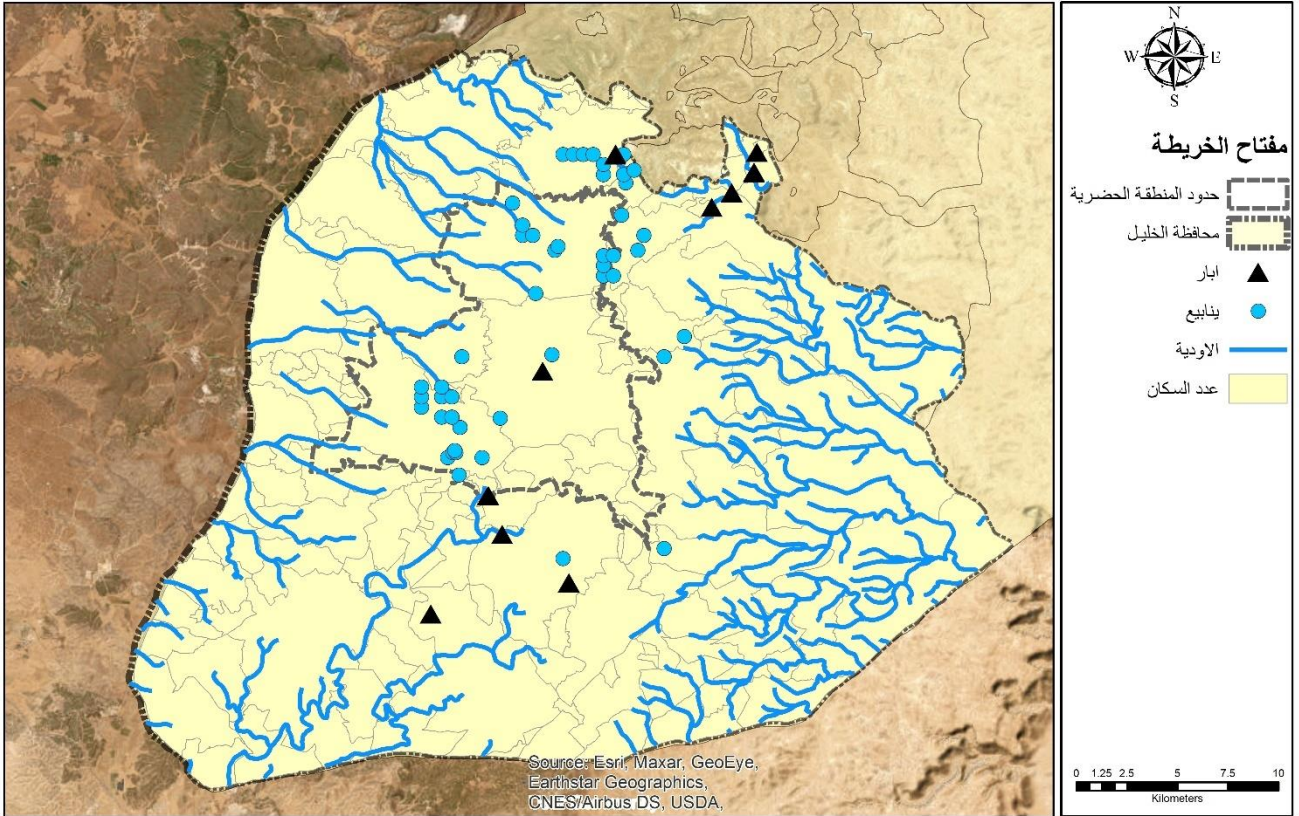 N
W E
S
مفتاح الخريطة
حدود المنطقة الحضرية
محافظة الخليل
ابار
ينابيع
الاودية
عدد السكان
0 1.25 2.5 5 7.5 10
Kilometers
Source: Esri, Maxar, GeoEye,
Earthstar Geographics,
CNES/Airbus DS, USDA,